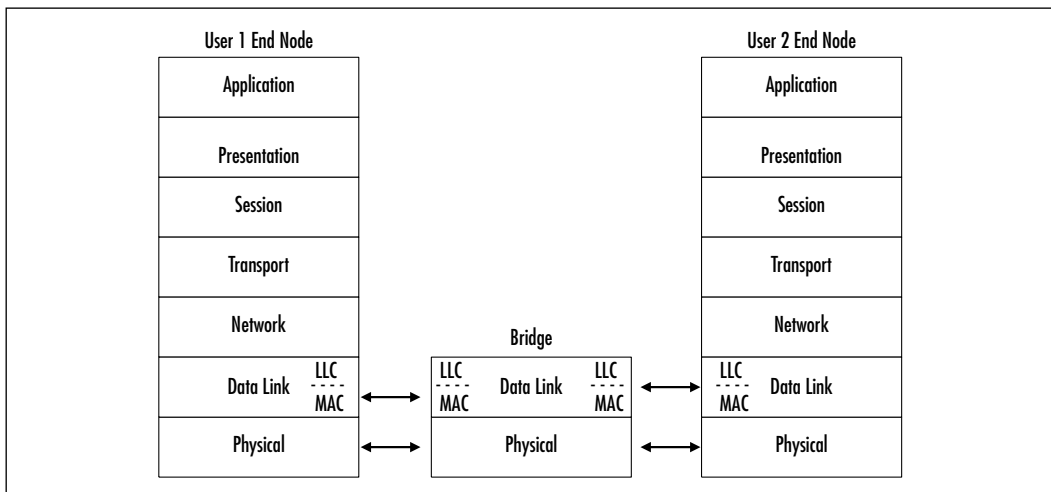 User 1 End Node
Application
Presentation
Session
Transport
Network
Data Link
LLC
MAC
Physical
Bridge
LLC
MAC
Data Link
LLC
MAC
Physical
User 2 End Node
Application
Presentation
Session
Transport
Network
LLC
MAC
Data Link
Physical